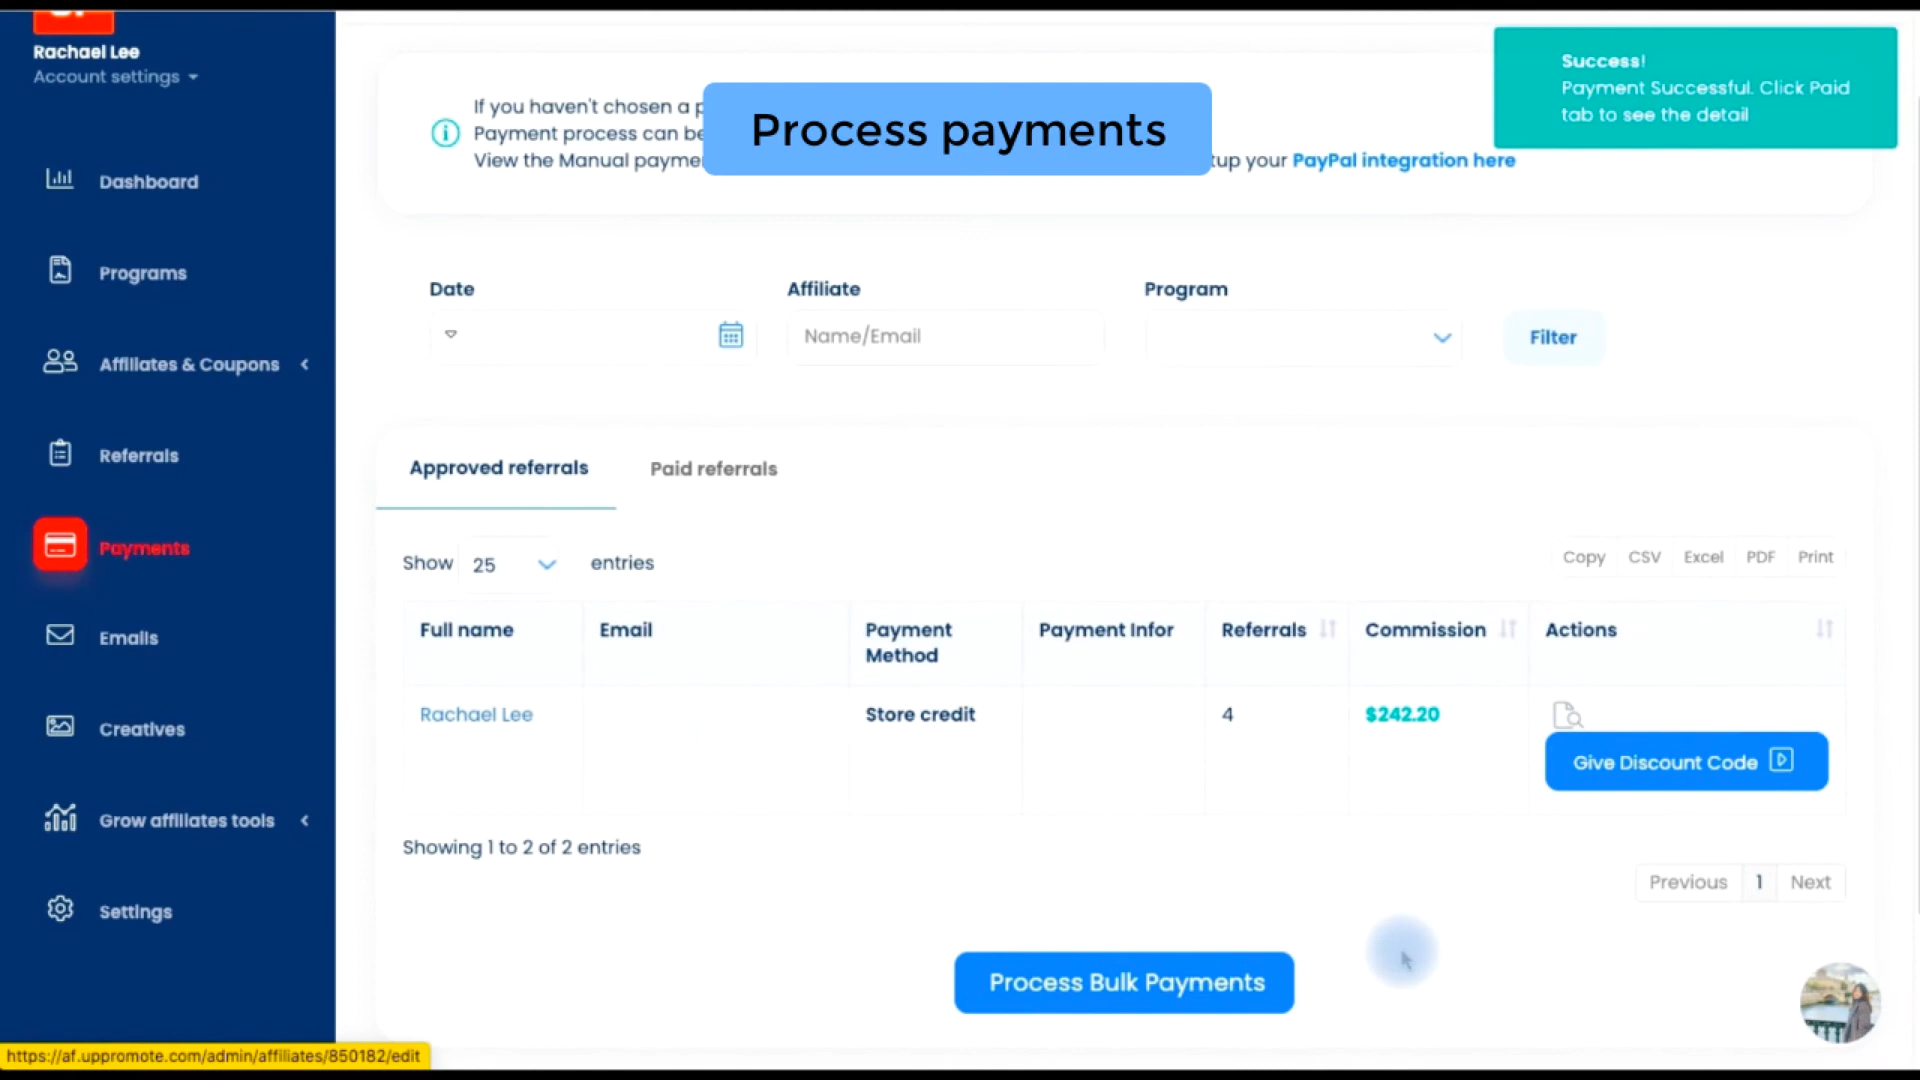 Rachael Lee
Account settings
Dashboard
Programs
Affiliates & Coupons
Referrals
Payments
Emails
Creatives
Grow affiliates tools
Settings
https://af.uppromote.com/admin/affiliates/850182/edit
If you haven't chosen a p
Payment process can be
View the Manual payme
tup your PayPal integration here
Process payments
Success!
Payment Successful. Click Paid
tab to see the detail
Date
Affiliate
Program
Name/Email
Filter
Approved referrals
Paid referrals
Show 25 entries
Copy CSV Excel PDF Print
Full name Email Payment Method Payment Infor Referrals Commission Actions
Rachael Lee Store credit 4 $242.20
Give Discount Code
Showing 1 to 2 of 2 entries
Previous 1 Next
Process Bulk Payments